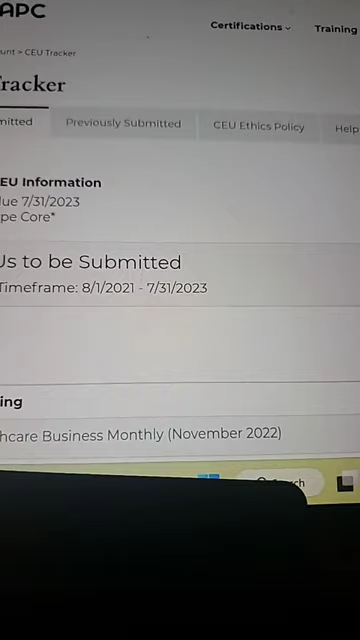 APC
Certifications
Training
unt > CEU Tracker
racker
mitted
Previously Submitted
CEU Ethics Policy
Help
EU Information
ue 7/31/2023
pe Core*
Us to be Submitted
Timeframe: 8/1/2021 - 7/31/2023
ing
hcare Business Monthly (November 2022)